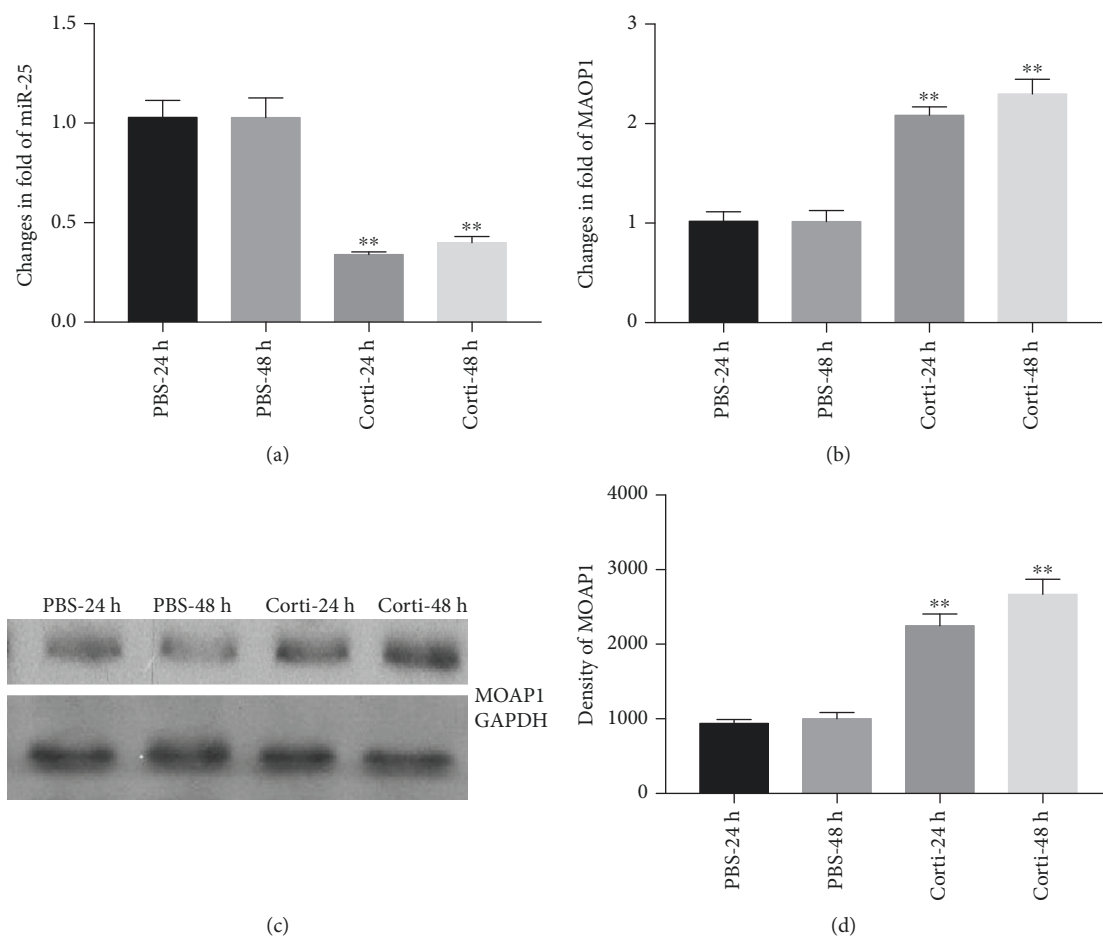 1.5
1.0
0.5
0.0
Changes in fold of miR-25
**
**
PBS-24 h
PBS-48 h
Corti-24 h
Corti-48 h
(a)
3
2
1
0
Changes in fold of MAOP1
**
**
PBS-24 h
PBS-48 h
Corti-24 h
Corti-48 h
(b)
PBS-24 h PBS-48 h Corti-24 h Corti-48 h
MOAP1
GAPDH
(c)
4000
3000
2000
1000
0
Density of MOAP1
**
**
PBS-24 h
PBS-48 h
Corti-24 h
Corti-48 h
(d)